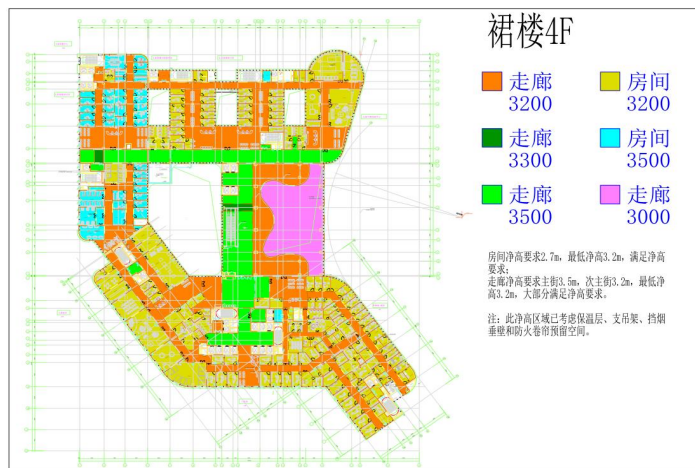 裙楼4F
走廊 房间
3200 3200
走廊 房间
3300 3500
走廊 走廊
3500 3000
房间净高要求2.7m，最低净高3.2m，满足净高
要求；
走廊净高要求主街3.5m，次主街3.2m，最低净
高3.2m，大部分满足净高要求。
注：此净高区域已考虑保温层、支吊架、挡烟
垂壁和防火卷帘预留空间。